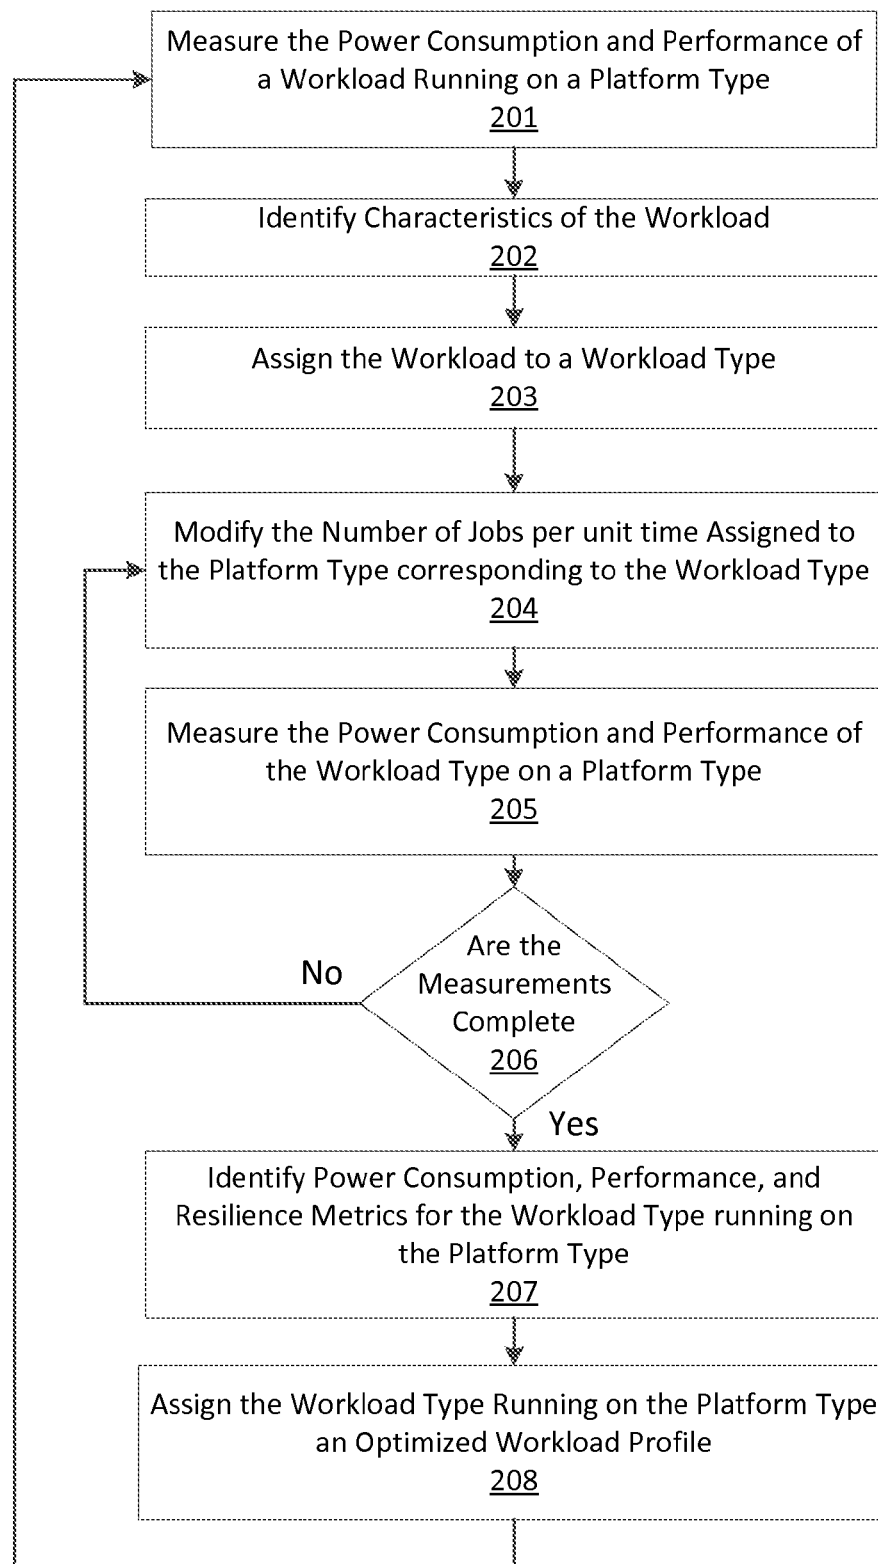 Measure the Power Consumption and Performance of
a Workload Running on a Platform Type
201
Identify Characteristics of the Workload
202
Assign the Workload to a Workload Type
203
Modify the Number of Jobs per unit time Assigned to
the Platform Type corresponding to the Workload Type
204
Measure the Power Consumption and Performance of
the Workload Type on a Platform Type
205
Are the
Measurements
Complete
206
No
Yes
Identify Power Consumption, Performance, and
Resilience Metrics for the Workload Type running on
the Platform Type
207
Assign the Workload Type Running on the Platform Type
an Optimized Workload Profile
208